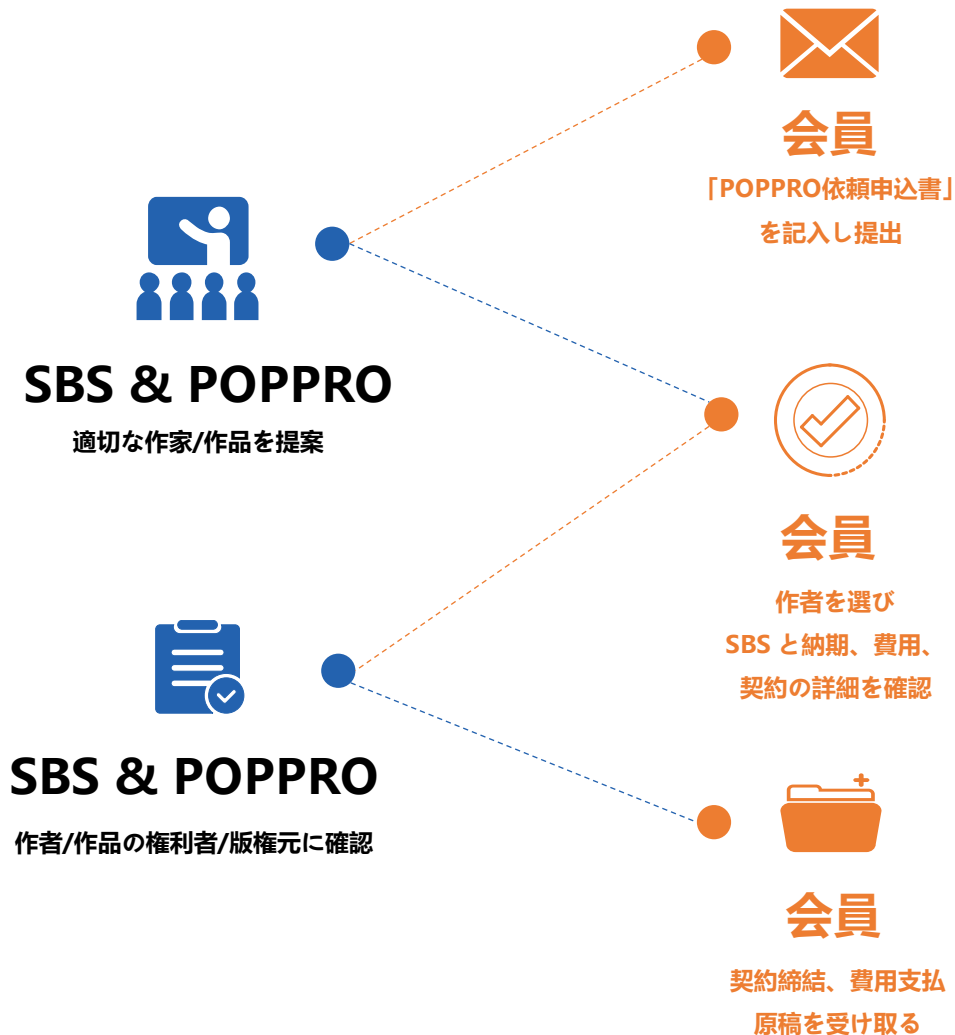 会員
「POPPRO依頼申込書」
を記入し提出
SBS & POPPRO
適切な作家/作品を提案
会員
作者を選び
SBS と納期、費用、
契約の詳細を確認
SBS & POPPRO
作者/作品の権利者/版権元に確認
会員
契約締結、費用支払
原稿を受け取る